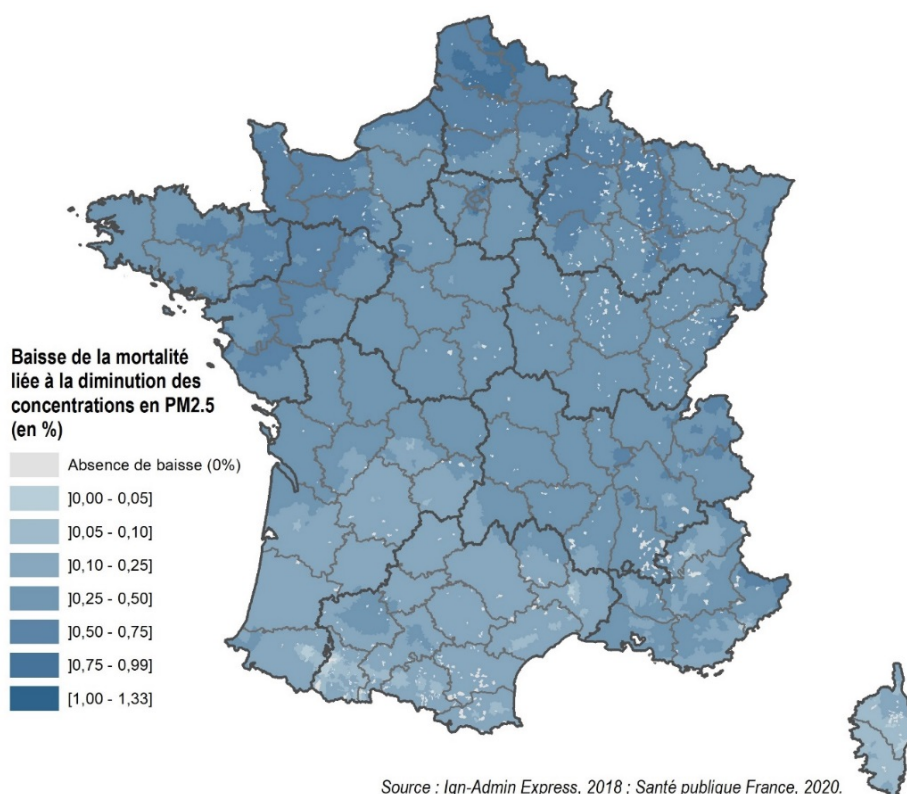 Baisse de la mortalité
liée à la diminution des
concentrations en PM2.5
(en %)
Absence de baisse (0%)
]0,00 - 0,05]
]0,05 - 0,10]
]0,10 - 0,25]
]0,25 - 0,50]
]0,50 - 0,75]
]0,75 - 0,99]
[1,00 - 1,33]
Source : Ign-Admin Express, 2018 ; Santé publique France, 2020.